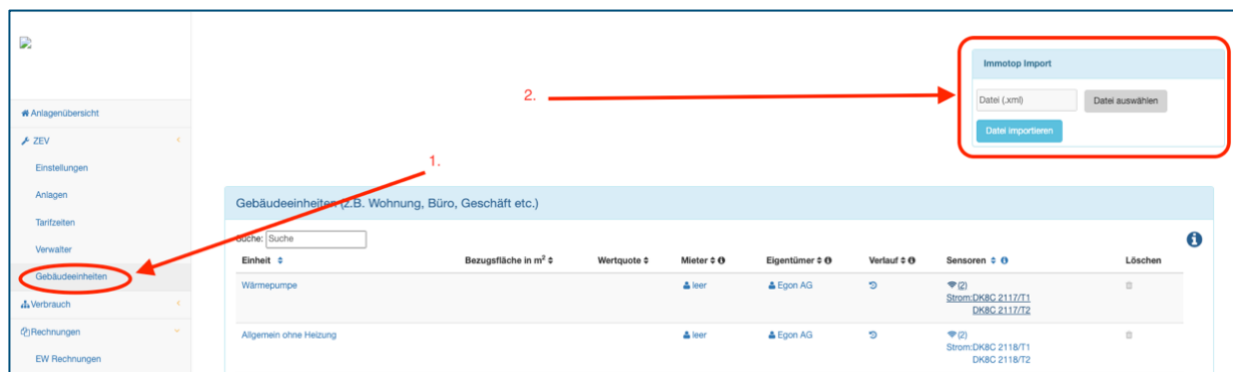 Immotop Import
2.
Datei (.xml) Datei auswählen
Datei importieren
Anlagenübersicht
ZEV
Einstellungen
Anlagen
Tarifzeiten
Verwalter
Gebäudeeinheiten
Verbrauch
Rechnungen
EW Rechnungen
1.
Gebäudeeinheiten (z.B. Wohnung, Büro, Geschäft etc.)
Suche: Suche
Einheit Bezugsfläche in m² Wertquote Mieter Eigentümer Verlauf Sensoren Löschen
Wärmepumpe leer Egon AG (2)
Strom:DK8C 2117/T1
DK8C 2117/T2
Allgemein ohne Heizung leer Egon AG (2)
Strom:DK8C 2118/T1
DK8C 2118/T2